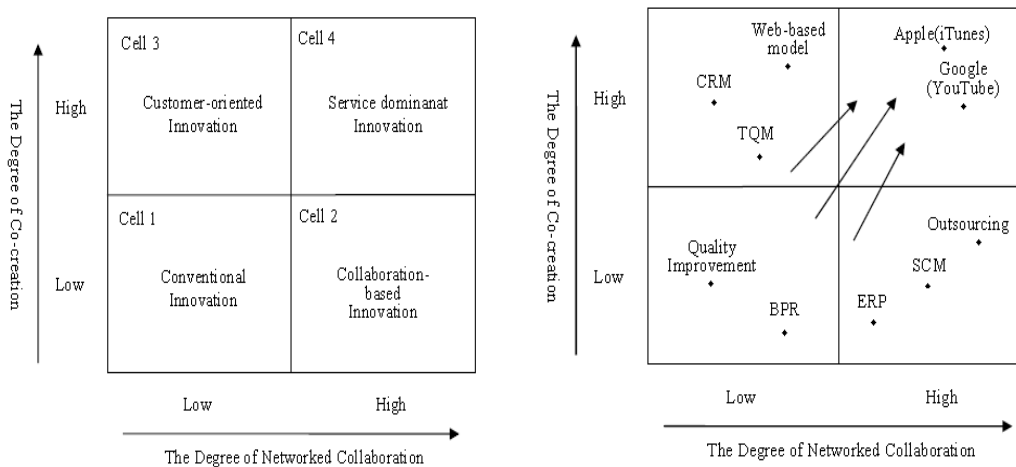 The Degree of Co-creation
High
Low
Cell 3
Customer-oriented
Innovation
Cell 4
Service dominanat
Innovation
Cell 1
Conventional
Innovation
Cell 2
Collaboration-
based
Innovation
Low
High
The Degree of Networked Collaboration
The Degree of Co-creation
High
Low
Web-based
model
CRM
TQM
Apple(iTunes)
Google
(YouTube)
Quality
Improvement
BPR
Outsourcing
SCM
ERP
Low
High
The Degree of Networked Collaboration